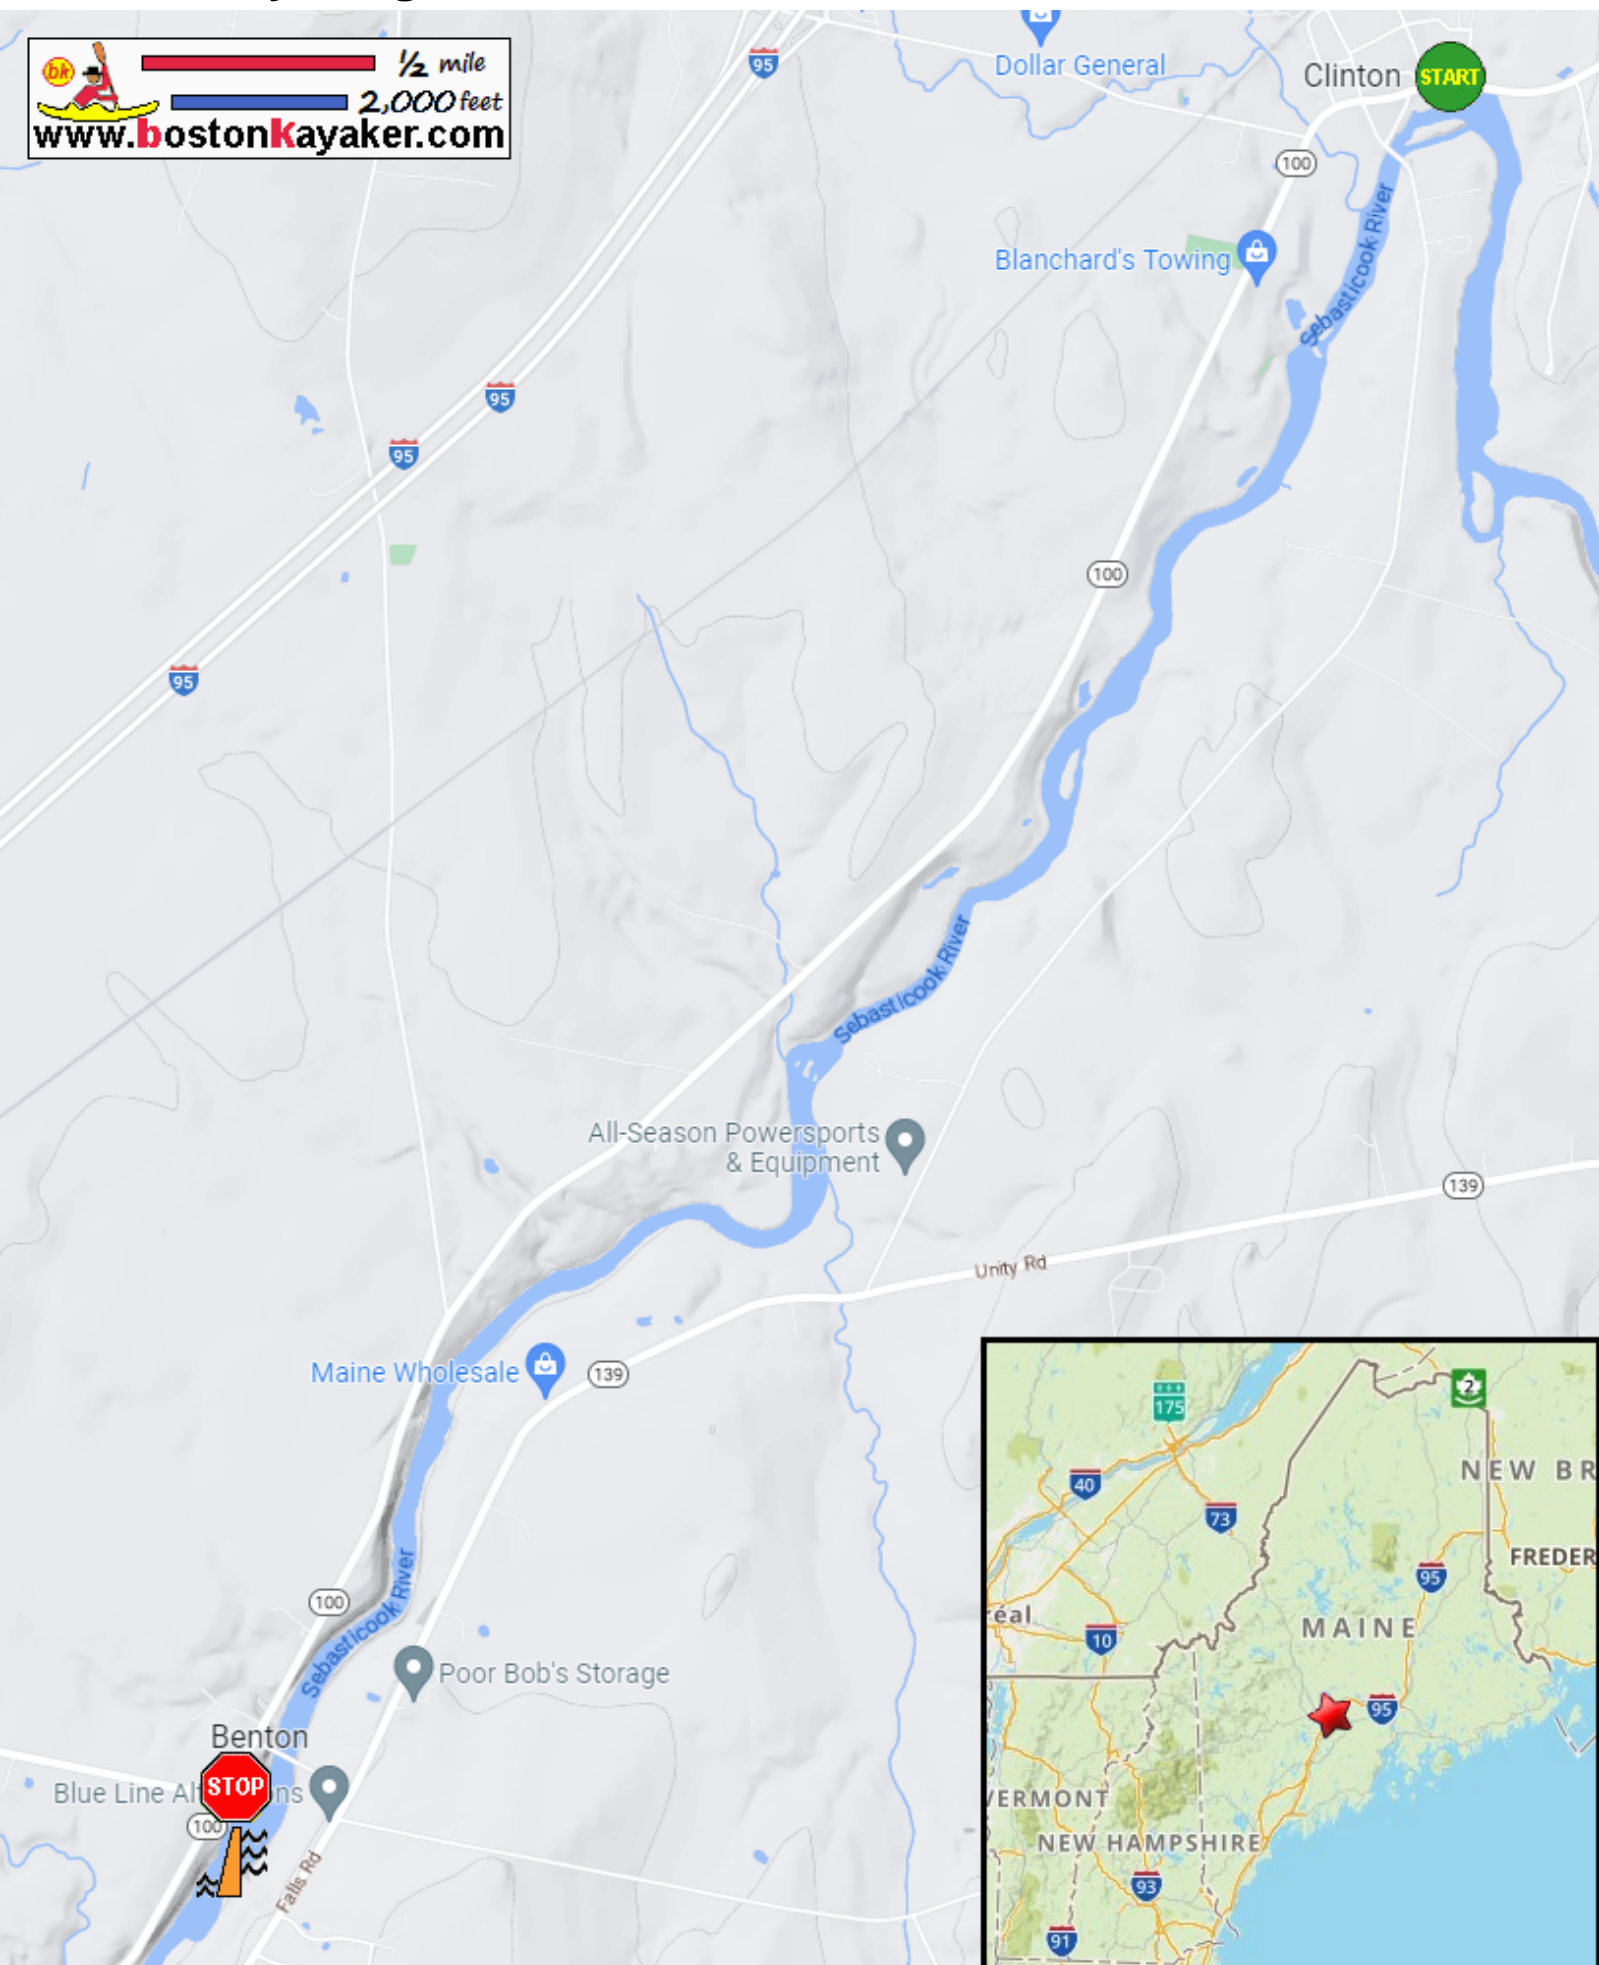 bk
½ mile
2,000 feet
www.bostonkayaker.com
95
Dollar General
Clinton
START
100
Blanchard's Towing
Sebasticook River
95
95
100
95
Sebasticook River
All-Season Powersports
& Equipment
139
Unity Rd
Maine Wholesale
139
100
Sebasticook River
Poor Bob's Storage
Benton
STOP
Blue Line
100
Falls Rd
2
175
40
NEW BR
73
FREDER
95
réal
MAINE
10
95
VERMONT
NEW HAMPSHIRE
93
91